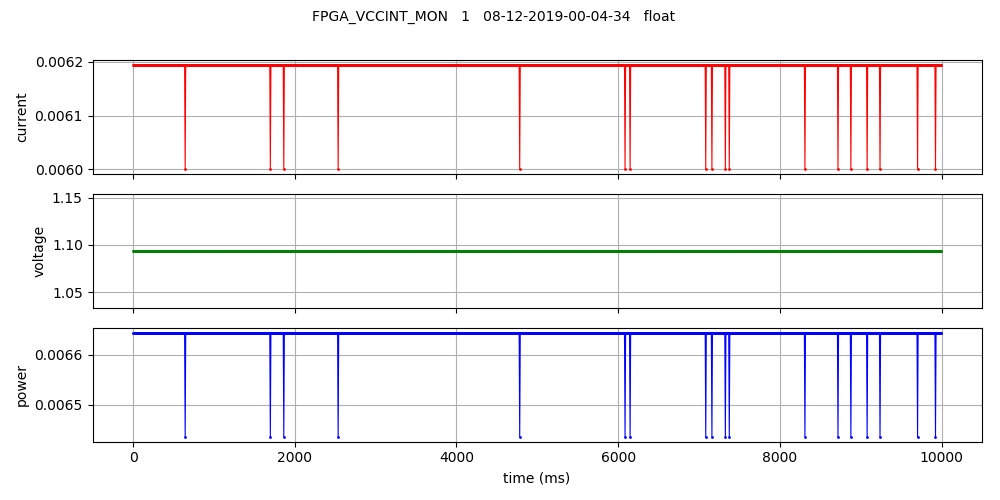 FPGA_VCCINT_MON   1   08-12-2019-00-04-34   float
0.0062
0.0061
0.0060
current
1.15
1.10
1.05
voltage
0.0066
0.0065
power
0 2000 4000 6000 8000 10000
time (ms)